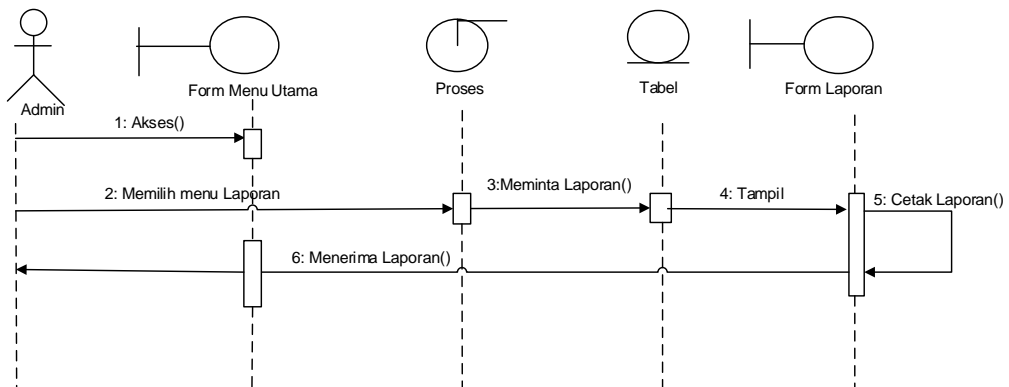 Admin
Form Menu Utama
Proses
Tabel
Form Laporan
1: Akses()
2: Memilih menu Laporan
3:Meminta Laporan()
4: Tampil
5: Cetak Laporan()
6: Menerima Laporan()